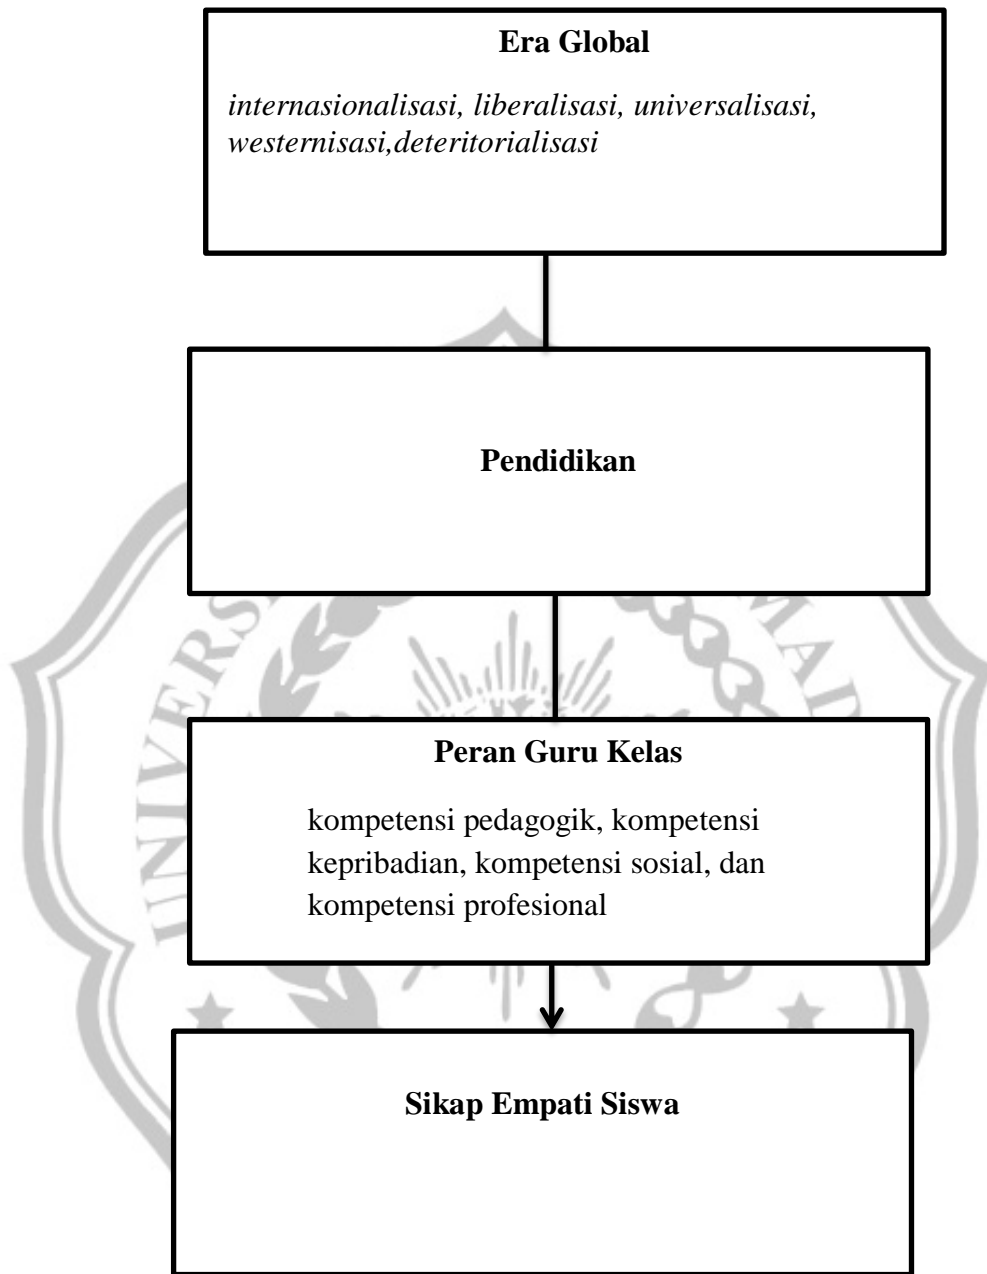 Era Global
internasionalisasi, liberalisasi, universalisasi,
westernisasi,deteritorialisasi
Pendidikan
Peran Guru Kelas
kompetensi pedagogik, kompetensi
kepribadian, kompetensi sosial, dan
kompetensi profesional
Sikap Empati Siswa